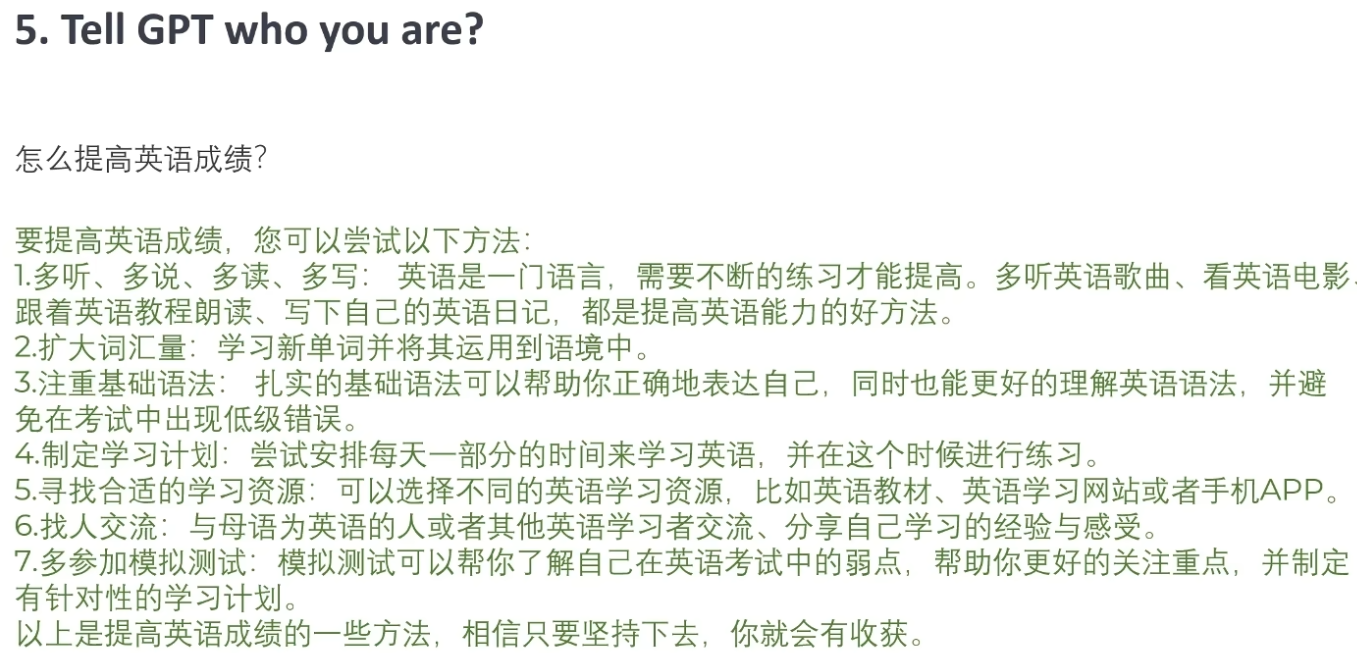 5. Tell GPT who you are?
怎么提高英语成绩？
要提高英语成绩，您可以尝试以下方法：
1.多听、多说、多读、多写： 英语是一门语言，需要不断的练习才能提高。多听英语歌曲、看英语电影、
跟着英语教程朗读、写下自己的英语日记，都是提高英语能力的好方法。
2.扩大词汇量：学习新单词并将其运用到语境中。
3.注重基础语法： 扎实的基础语法可以帮助你正确地表达自己，同时也能更好的理解英语语法，并避
免在考试中出现低级错误。
4.制定学习计划：尝试安排每天一部分的时间来学习英语，并在这个时候进行练习。
5.寻找合适的学习资源：可以选择不同的英语学习资源，比如英语教材、英语学习网站或者手机APP。
6.找人交流：与母语为英语的人或者其他英语学习者交流、分享自己学习的经验与感受。
7.多参加模拟测试：模拟测试可以帮你了解自己在英语考试中的弱点，帮助你更好的关注重点，并制定
有针对性的学习计划。
以上是提高英语成绩的一些方法，相信只要坚持下去，你就会有收获。